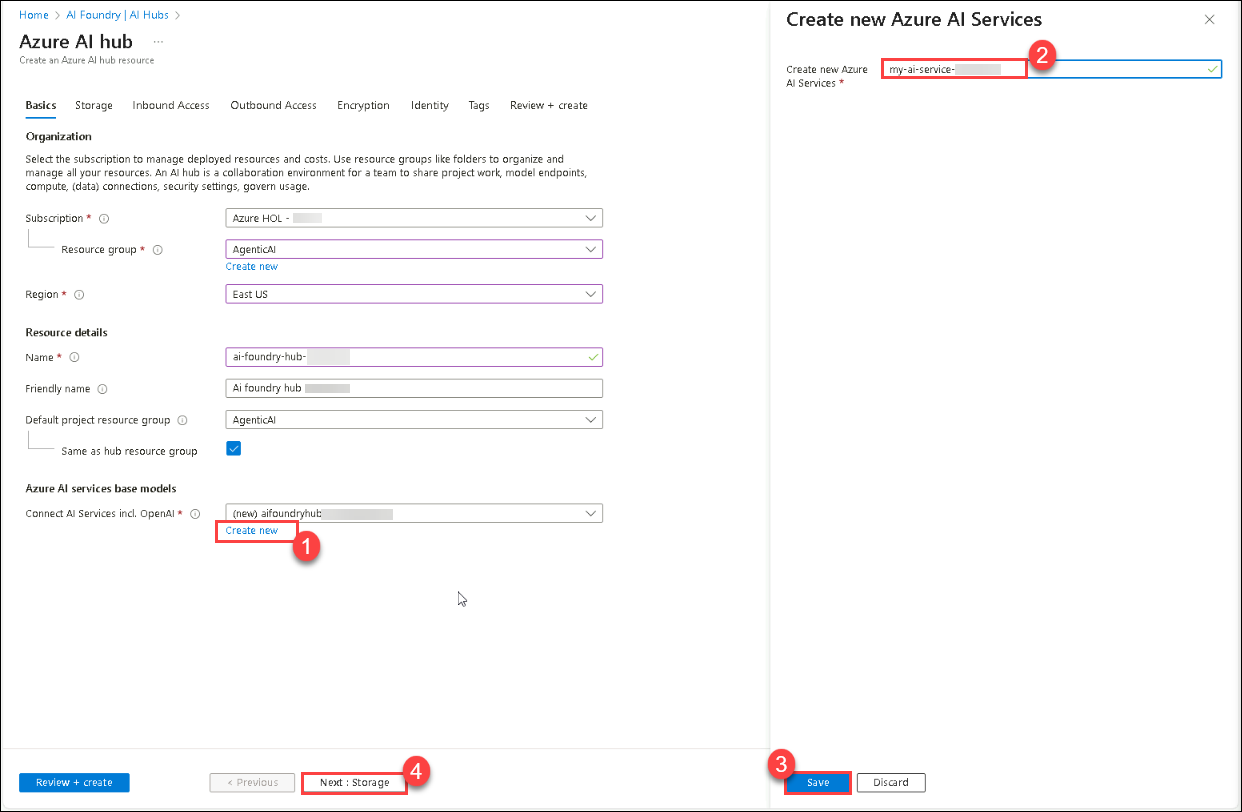 Home > AI Foundry | AI Hubs >
Azure AI hub ...
Create an Azure AI hub resource
Basics Storage Inbound Access Outbound Access Encryption Identity Tags Review + create
Organization
Select the subscription to manage deployed resources and costs. Use resource groups like folders to organize and
manage all your resources. An AI hub is a collaboration environment for a team to share project work, model endpoints,
compute, (data) connections, security settings, govern usage.
Subscription *
Azure HOL -
Resource group *
AgenticAI
Create new
Region *
East US
Resource details
Name *
ai-foundry-hub-
Friendly name
Ai foundry hub
Default project resource group
AgenticAI
Same as hub resource group
Azure AI services base models
Connect AI Services incl. OpenAI *
(new) aifoundryhub
Create new
1
Review + create
< Previous
Next : Storage
4
Create new Azure AI Services
Create new Azure
AI Services *
my-ai-service-
2
3
Save
Discard